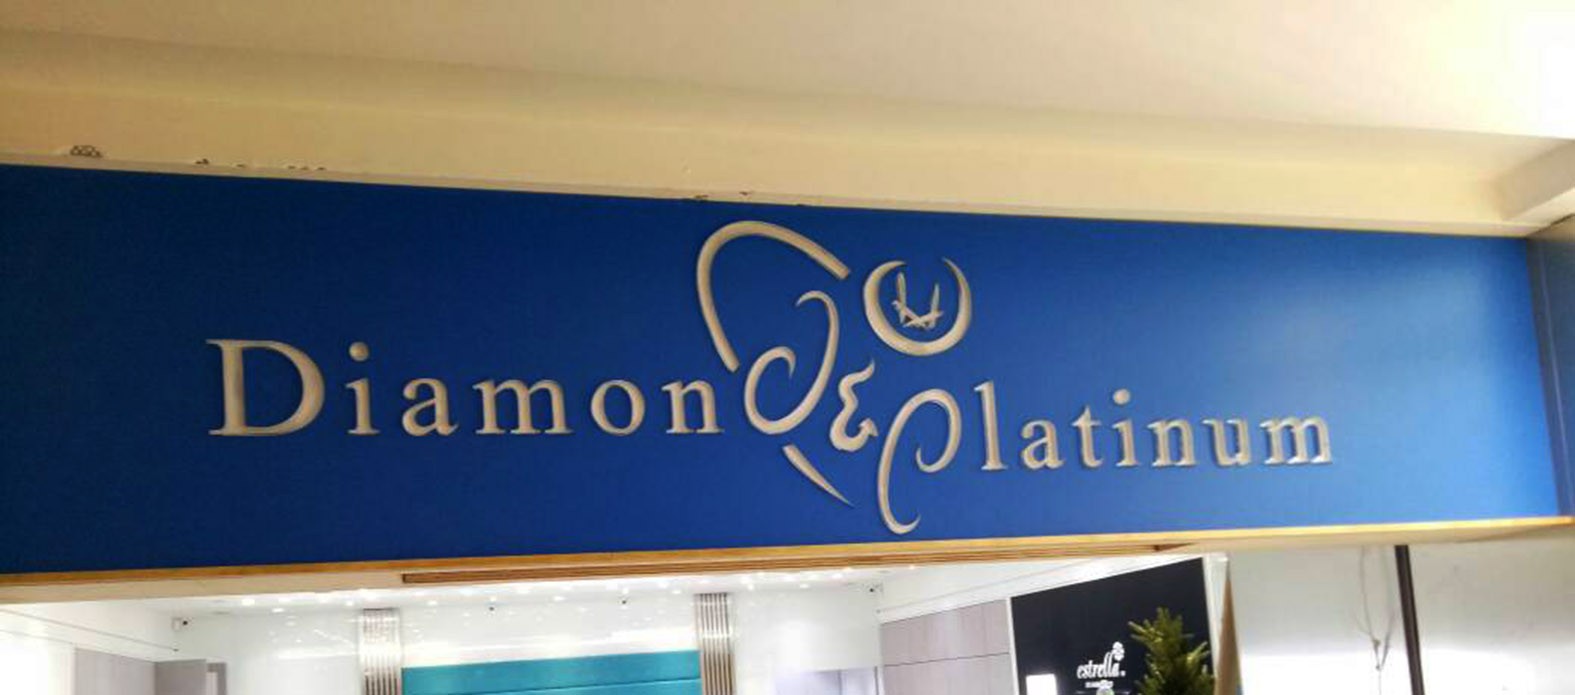 Diamond & Platinum
estrella